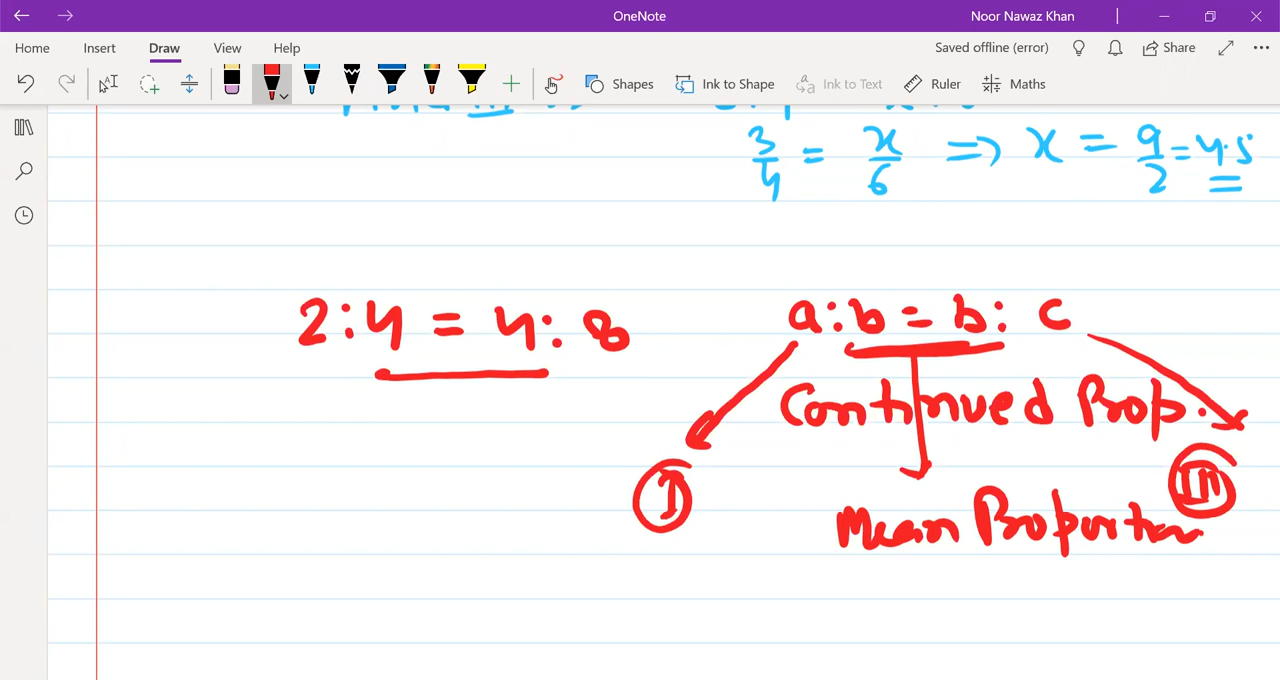 OneNote
Noor Nawaz Khan
Home Insert Draw View Help
Saved offline (error) Share
Shapes Ink to Shape Ink to Text Ruler Maths
3/4 = x/6 => x = 9/2 = 4.5
2:4 = 4:8
a:b = b:c
Continued Prop.
I
III
Mean Proportion